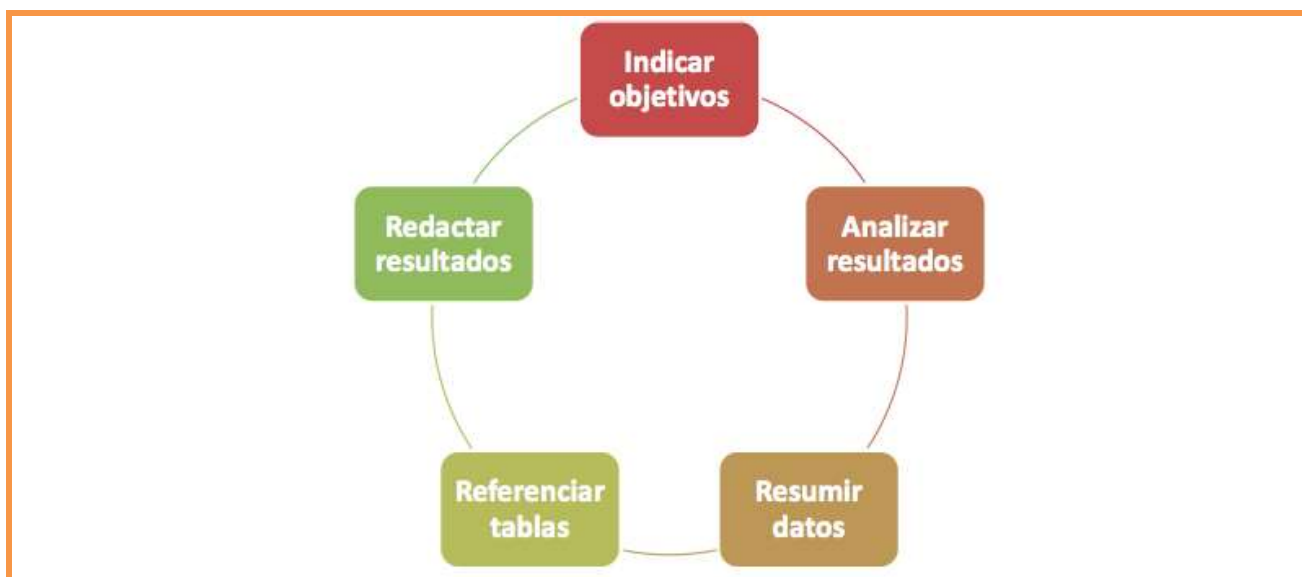 Indicar
objetivos
Analizar
resultados
Resumir
datos
Referenciar
tablas
Redactar
resultados